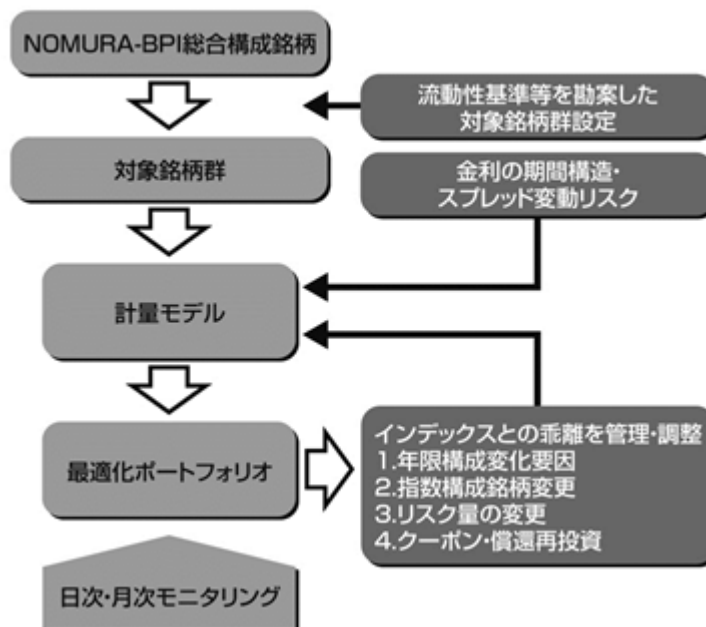 NOMURA-BPI総合構成銘柄
流動性基準等を勘案した
対象銘柄群設定
対象銘柄群
金利の期間構造・
スプレッド変動リスク
計量モデル
最適化ポートフォリオ
インデックスとの乖離を管理・調整
1.年限構成変化要因
2.指数構成銘柄変更
3.リスク量の変更
4.クーポン・償還再投資
日次・月次モニタリング